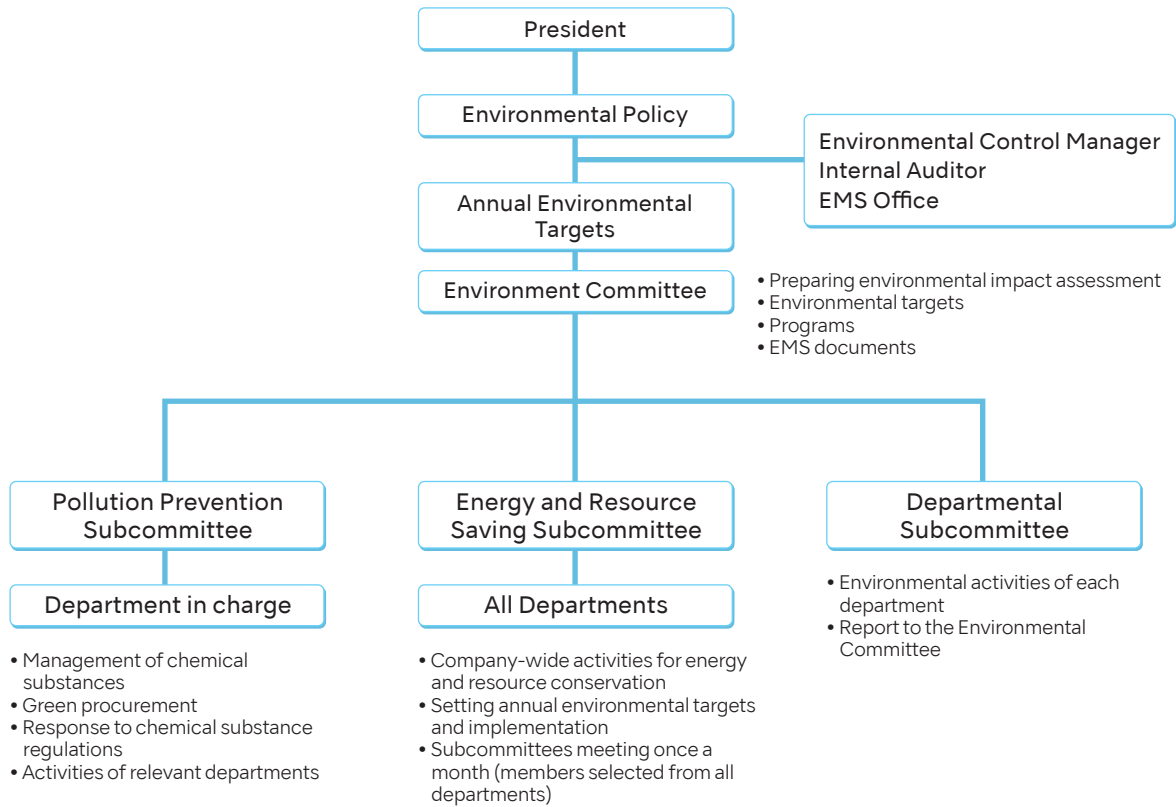 President
Environmental Policy
Environmental Control Manager
Internal Auditor
EMS Office
Annual Environmental
Targets
Environment Committee
• Preparing environmental impact assessment
• Environmental targets
• Programs
• EMS documents
Pollution Prevention
Subcommittee
Department in charge
• Management of chemical
substances
• Green procurement
• Response to chemical substance
regulations
• Activities of relevant departments
Energy and Resource
Saving Subcommittee
All Departments
• Company-wide activities for energy
and resource conservation
• Setting annual environmental targets
and implementation
• Subcommittees meeting once a
month (members selected from all
departments)
Departmental
Subcommittee
• Environmental activities of each
department
• Report to the Environmental
Committee